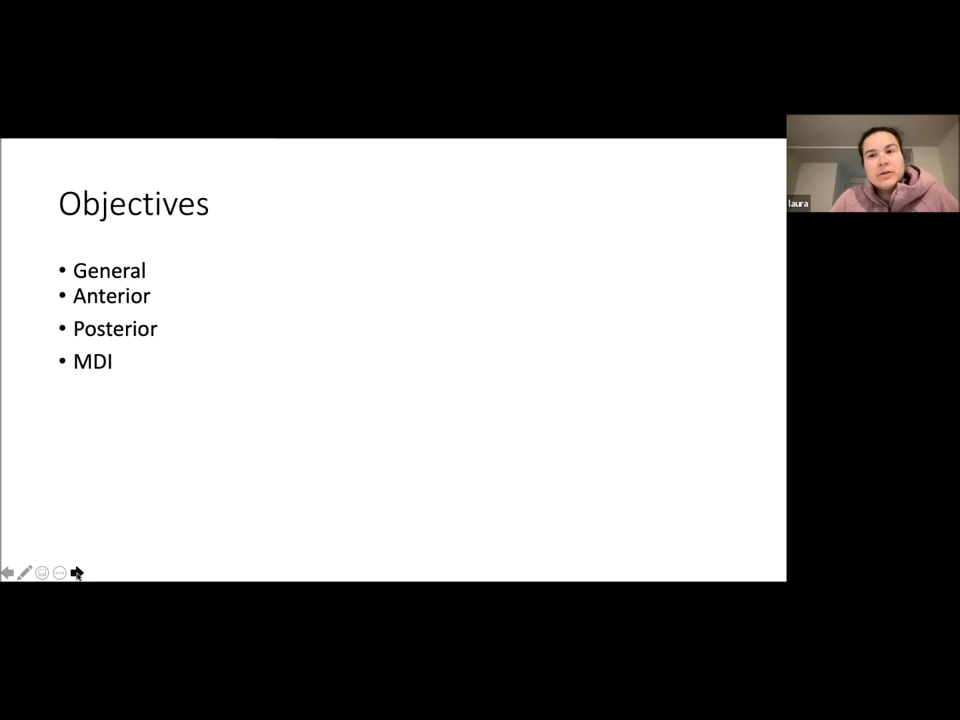 Objectives
• General
• Anterior
• Posterior
• MDI
laura